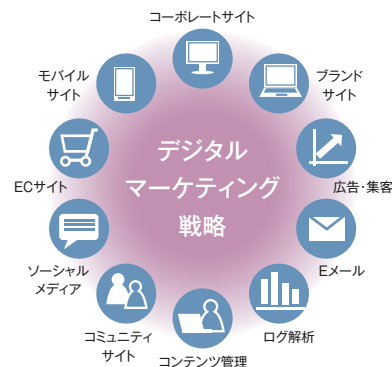 コーポレートサイト
モバイル
サイト
ブランド
サイト
デジタル
マーケティング
戦略
ECサイト
広告・集客
ソーシャル
メディア
Eメール
コミュニティ
サイト
コンテンツ管理
ログ解析